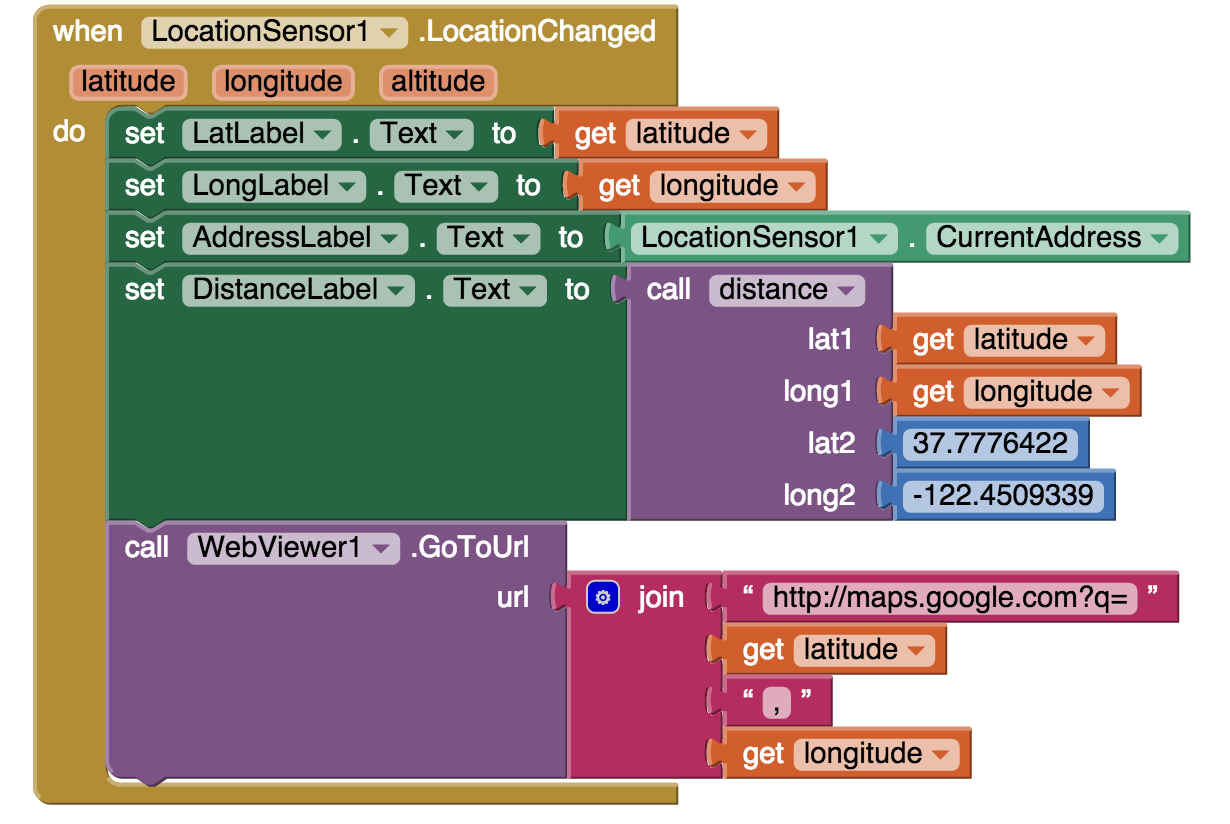 when LocationSensor1 .LocationChanged
latitude longitude altitude
do set LatLabel . Text to get latitude
set LongLabel . Text to get longitude
set AddressLabel . Text to LocationSensor1 . CurrentAddress
set DistanceLabel . Text to call distance
lat1 get latitude
long1 get longitude
lat2 37.7776422
long2 -122.4509339
call WebViewer1 .GoToUrl
url join “ http://maps.google.com?q= ”
get latitude
“ , ”
get longitude